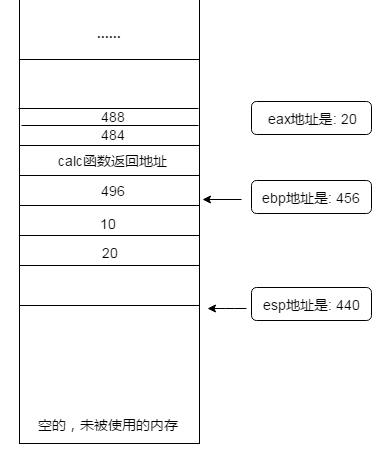 ......
488
eax地址是: 20
484
calc函数返回地址
496
ebp地址是: 456
10
20
esp地址是: 440
空的，未被使用的内存